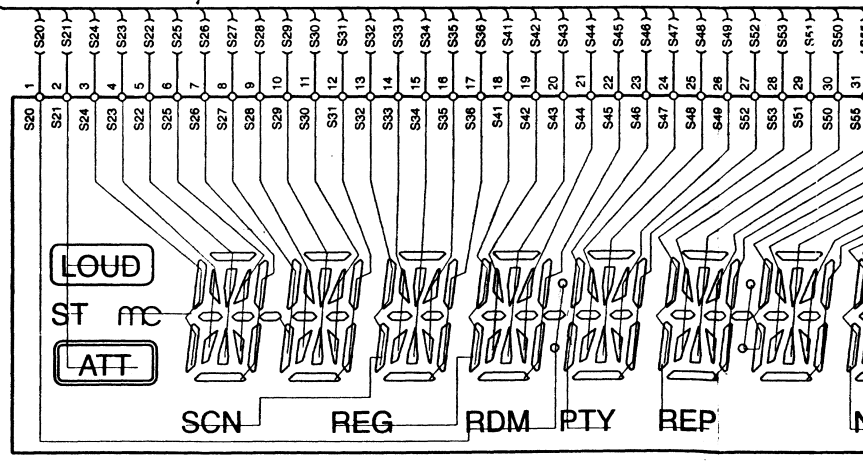 S20 S21 S24 S23 S22 S25 S26 S27 S28 S29 S30 S31 S32 S33 S34 S35 S36 S41 S42 S43 S44 S45 S46 S47 S48 S49 S52 S53 S51 S50
1 2 3 4 5 6 7 8 9 10 11 12 13 14 15 16 17 18 19 20 21 22 23 24 25 26 27 28 29 30 31
S20 S21 S24 S23 S22 S25 S26 S27 S28 S29 S30 S31 S32 S33 S34 S35 S36 S41 S42 S43 S44 S45 S46 S47 S48 S49 S52 S53 S51 S50 S55
LOUD
ST mc
ATT
SCN REG RDM PTY REP